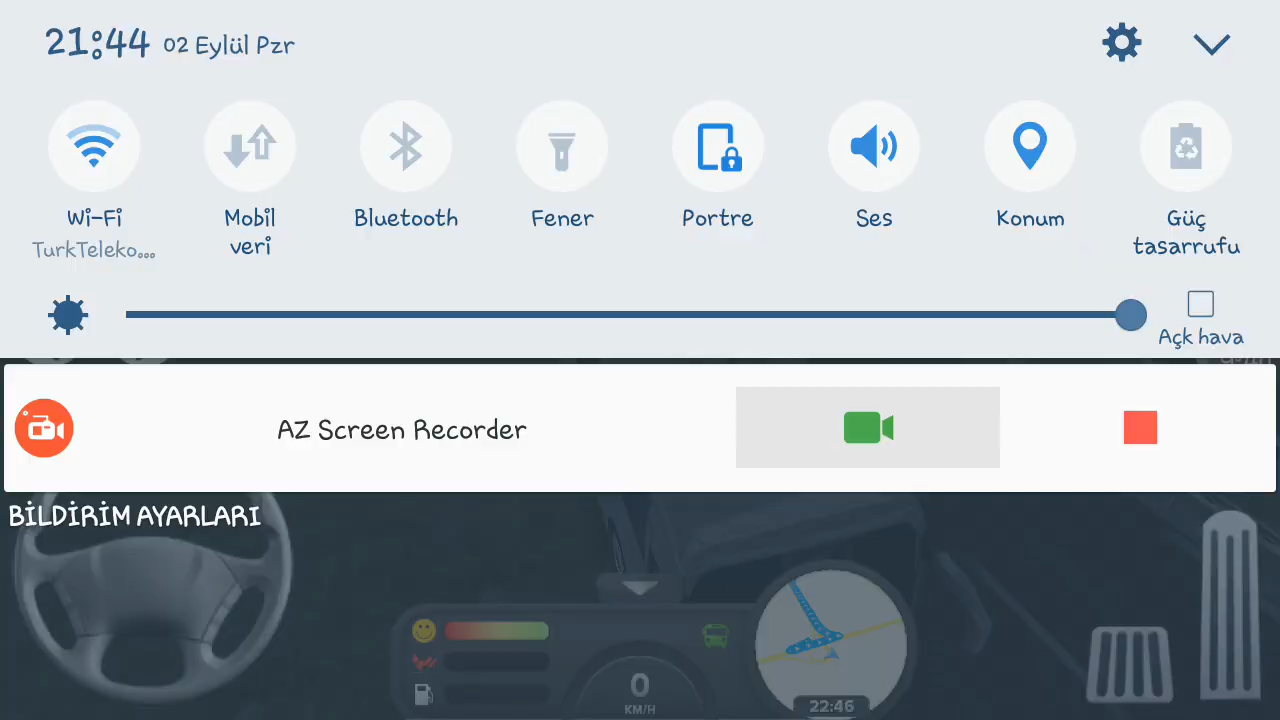 21:44 02 Eylül Pzr
Wi-Fi
TurkTeleko...
Mobil
veri
Bluetooth
Fener
Portre
Ses
Konum
Güç
tasarrufu
Açk hava
AZ Screen Recorder
BİLDİRİM AYARLARI
0
KM/H
22:46